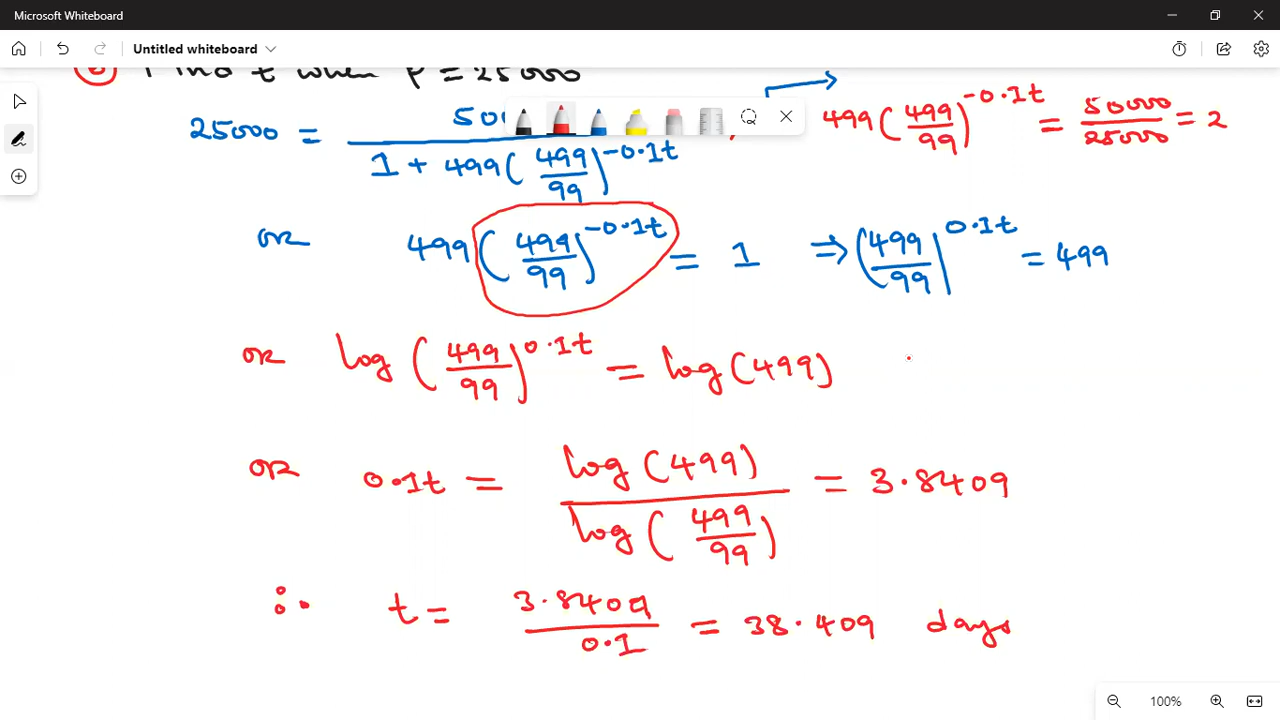 Microsoft Whiteboard
Untitled whiteboard
Find t when P = 25000
25000 = 50 / (1 + 499 (499/99)^-0.1t)
499 (499/99)^-0.1t = 50000/25000 = 2
or 499 (499/99)^-0.1t = 1 ⇒ (499/99)^0.1t = 499
or log (499/99)^0.1t = log (499)
or 0.1t = log (499) / log (499/99) = 3.8409
∴ t = 3.8409/0.1 = 38.409 days
100%